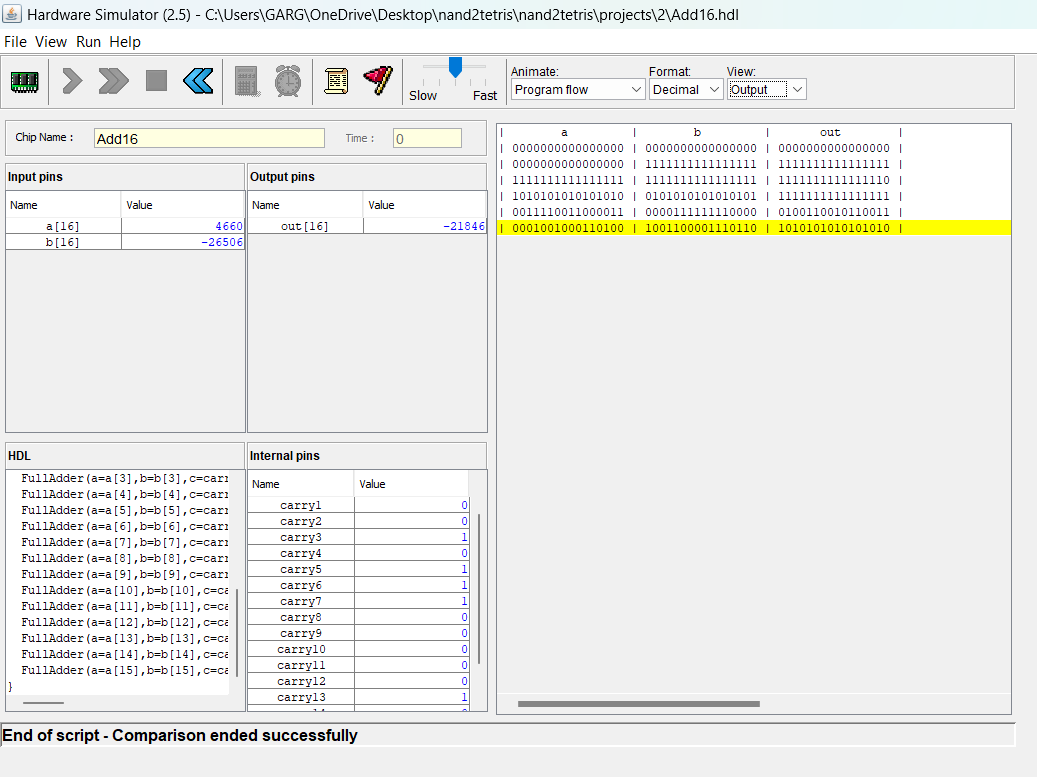 Hardware Simulator (2.5) - C:\Users\GARG\OneDrive\Desktop\nand2tetris\nand2tetris\projects\2\Add16.hdl
File View Run Help
Slow Fast
Animate: Format: View:
Program flow Decimal Output
Chip Name : Add16 Time : 0
Input pins
Name Value
a[16] 4660
b[16] -26506
Output pins
Name Value
out[16] -21846
HDL
FullAdder(a=a[3],b=b[3],c=carr
FullAdder(a=a[4],b=b[4],c=carr
FullAdder(a=a[5],b=b[5],c=carr
FullAdder(a=a[6],b=b[6],c=carr
FullAdder(a=a[7],b=b[7],c=carr
FullAdder(a=a[8],b=b[8],c=carr
FullAdder(a=a[9],b=b[9],c=carr
FullAdder(a=a[10],b=b[10],c=ca
FullAdder(a=a[11],b=b[11],c=ca
FullAdder(a=a[12],b=b[12],c=ca
FullAdder(a=a[13],b=b[13],c=ca
FullAdder(a=a[14],b=b[14],c=ca
FullAdder(a=a[15],b=b[15],c=ca
}
Internal pins
Name Value
carry1 0
carry2 0
carry3 1
carry4 0
carry5 1
carry6 1
carry7 1
carry8 0
carry9 0
carry10 0
carry11 0
carry12 0
carry13 1
| a | b | out |
| 0000000000000000 | 0000000000000000 | 0000000000000000 |
| 0000000000000000 | 1111111111111111 | 1111111111111111 |
| 1111111111111111 | 1111111111111111 | 1111111111111110 |
| 1010101010101010 | 0101010101010101 | 1111111111111111 |
| 0011110011000011 | 0000111111110000 | 0100110010110011 |
| 0001001000110100 | 1001100001110110 | 1010101010101010 |
End of script - Comparison ended successfully